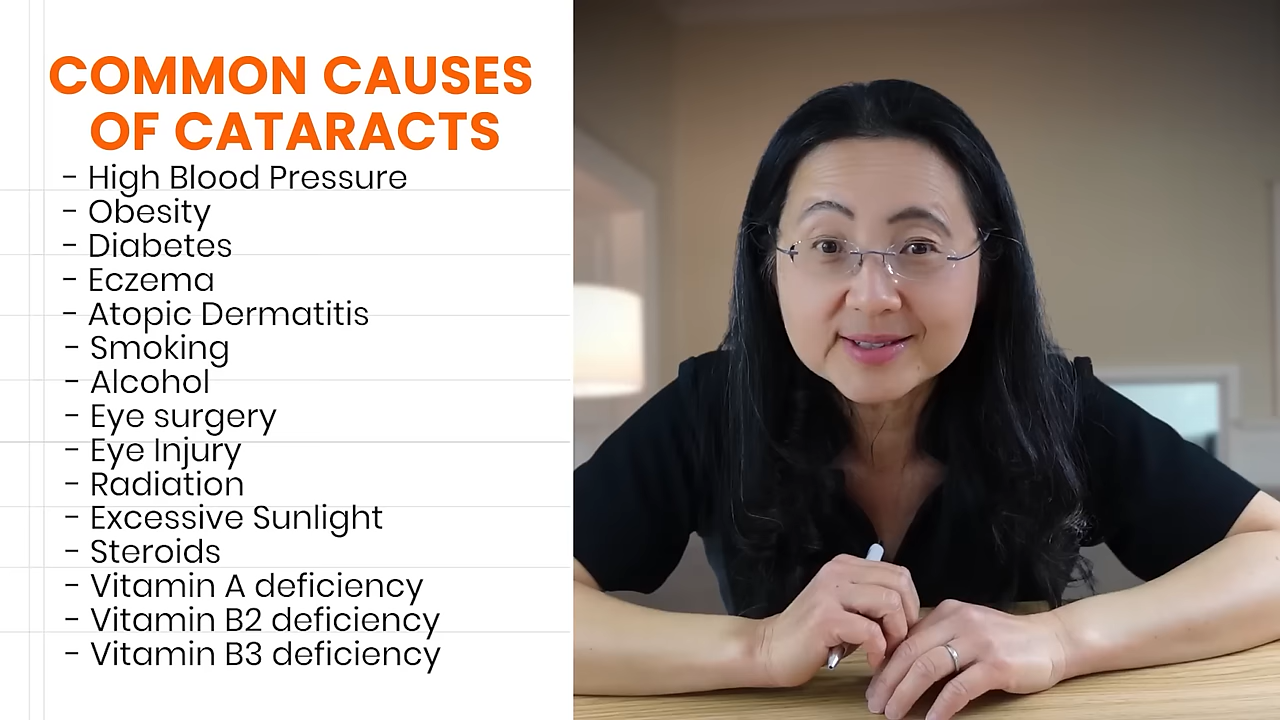 COMMON CAUSES
OF CATARACTS
- High Blood Pressure
- Obesity
- Diabetes
- Eczema
- Atopic Dermatitis
- Smoking
- Alcohol
- Eye surgery
- Eye Injury
- Radiation
- Excessive Sunlight
- Steroids
- Vitamin A deficiency
- Vitamin B2 deficiency
- Vitamin B3 deficiency